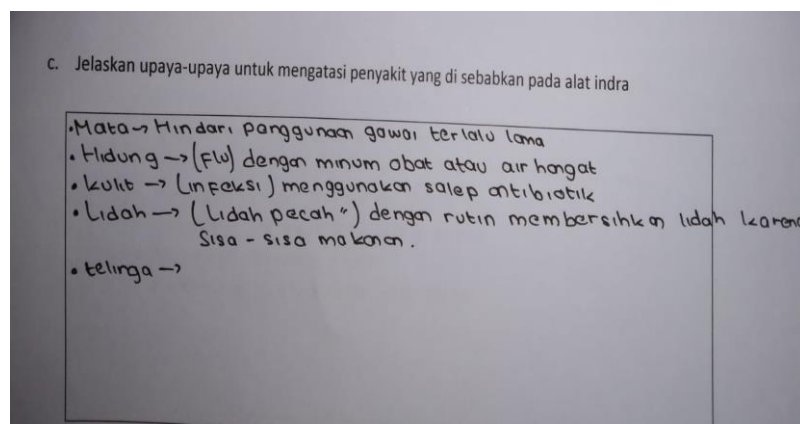 c. Jelaskan upaya-upaya untuk mengatasi penyakit yang di sebabkan pada alat indra
• Mata → Hindari panggunaan gawai terlalu lama
• Hidung → (Flu) dengan minum obat atau air hangat
• kulit → (infeksi) menggunakan salep antibiotik
• Lidah → (Lidah pecah") dengan rutin membersihkan lidah karena
Sisa - sisa makanan.
• telinga →